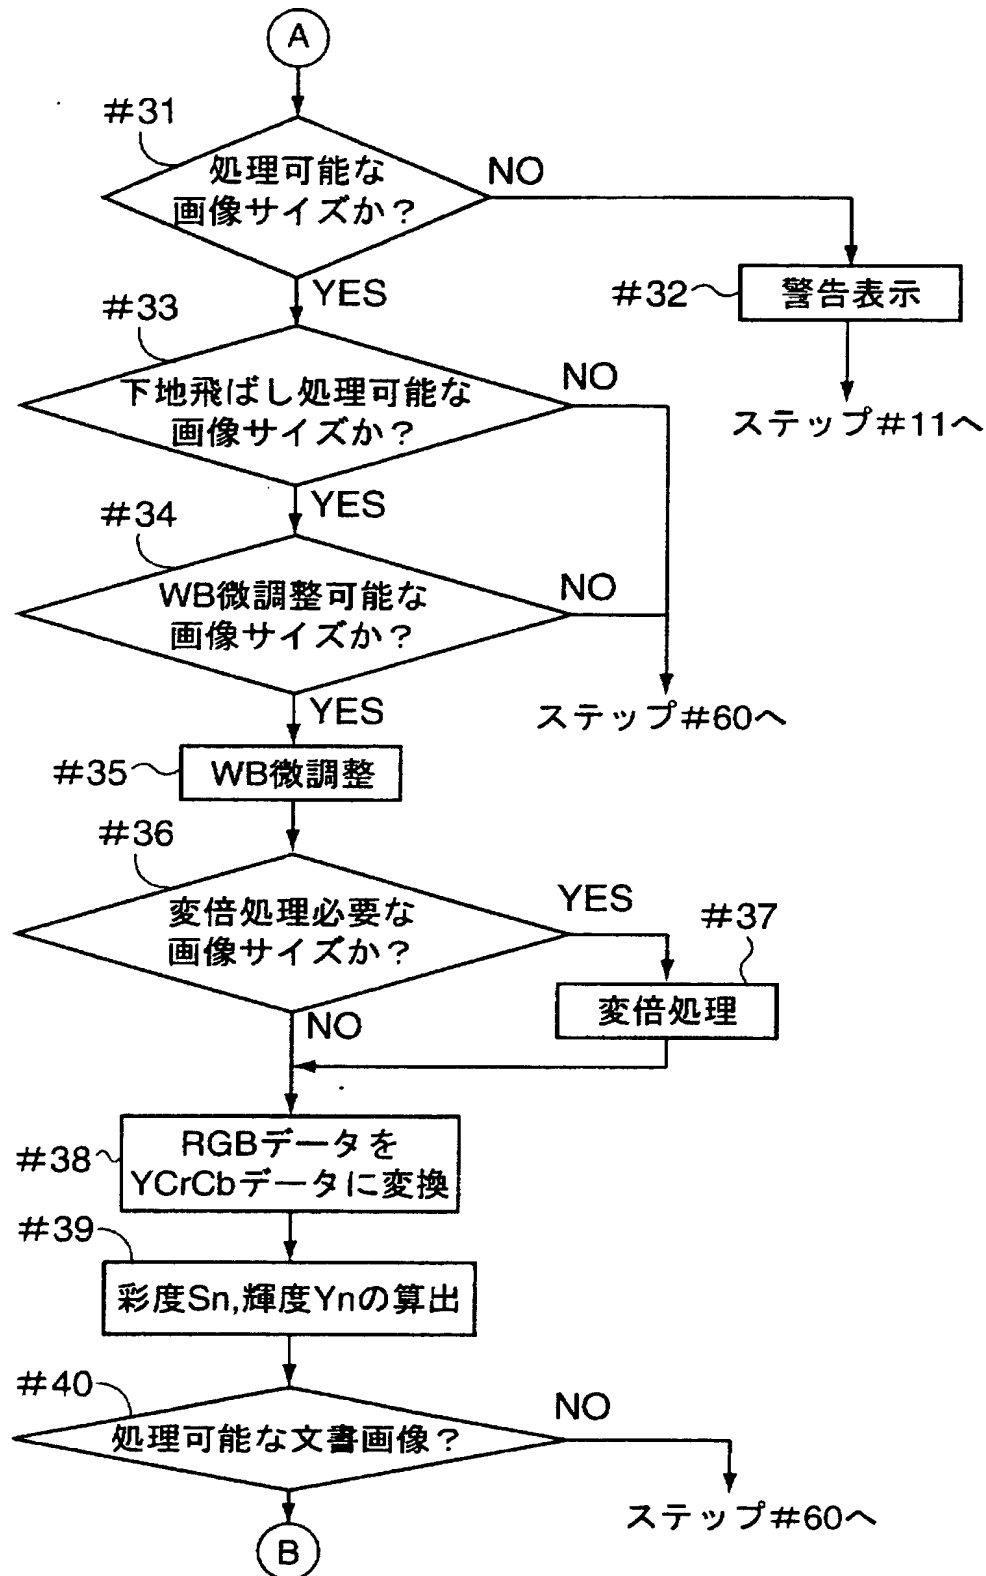 A
#31
処理可能な
画像サイズか?
NO
#32
警告表示
ステップ#11へ
YES
#33
下地飛ばし処理可能な
画像サイズか?
NO
YES
#34
WB微調整可能な
画像サイズか?
NO
ステップ#60へ
YES
#35
WB微調整
#36
変倍処理必要な
画像サイズか?
YES
#37
変倍処理
NO
#38
RGBデータを
YCrCbデータに変換
#39
彩度Sn,輝度Ynの算出
#40
処理可能な文書画像?
NO
ステップ#60へ
B